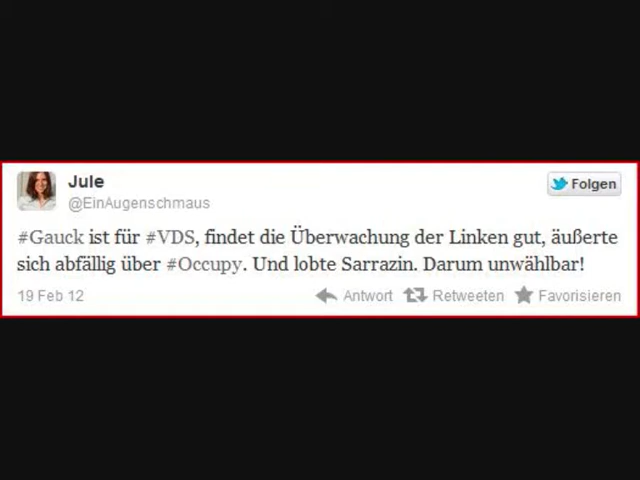 Jule
Folgen
@EinAugenschmaus
#Gauck ist für #VDS, findet die Überwachung der Linken gut, äußerte
sich abfällig über #Occupy. Und lobte Sarrazin. Darum unwählbar!
19 Feb 12 Antwort Retweeten Favorisieren